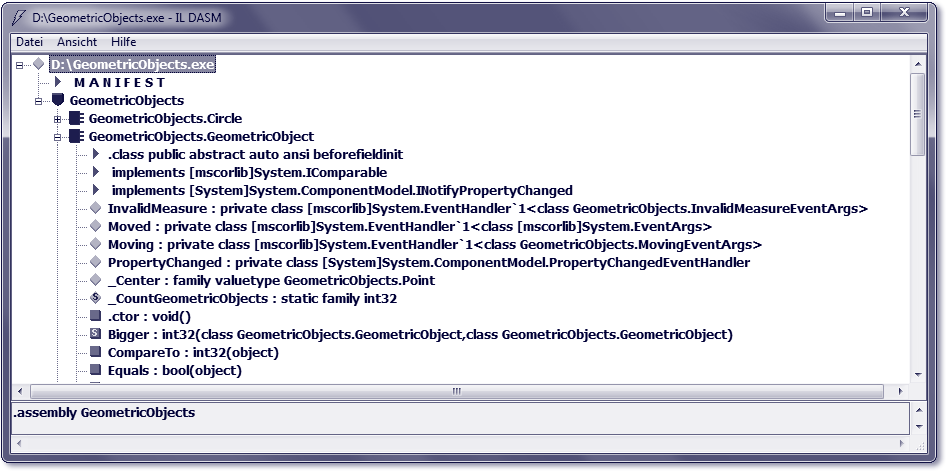 D:\GeometricObjects.exe - IL DASM
Datei Ansicht Hilfe
D:\GeometricObjects.exe
M A N I F E S T
GeometricObjects
GeometricObjects.Circle
GeometricObjects.GeometricObject
.class public abstract auto ansi beforefieldinit
implements [mscorlib]System.IComparable
implements [System]System.ComponentModel.INotifyPropertyChanged
InvalidMeasure : private class [mscorlib]System.EventHandler`1<class GeometricObjects.InvalidMeasureEventArgs>
Moved : private class [mscorlib]System.EventHandler`1<class [mscorlib]System.EventArgs>
Moving : private class [mscorlib]System.EventHandler`1<class GeometricObjects.MovingEventArgs>
PropertyChanged : private class [System]System.ComponentModel.PropertyChangedEventHandler
_Center : family valuetype GeometricObjects.Point
S _CountGeometricObjects : static family int32
.ctor : void()
S Bigger : int32(class GeometricObjects.GeometricObject,class GeometricObjects.GeometricObject)
CompareTo : int32(object)
Equals : bool(object)
.assembly GeometricObjects